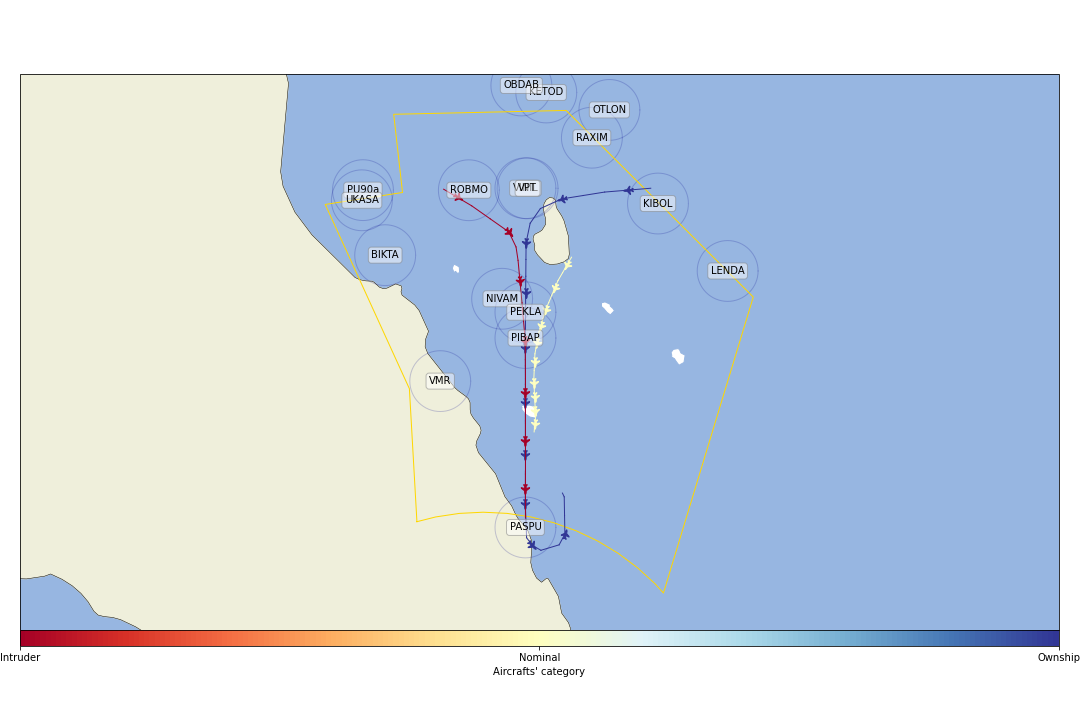 OBDAB
KETOD
OTLON
RAXIM
PU90a
UKASA
ROBMO
VPT
KIBOL
BIKTA
LENDA
NIVAM
PEKLA
PIBAP
VMR
PASPU
Intruder
Nominal
Ownship
Aircrafts' category